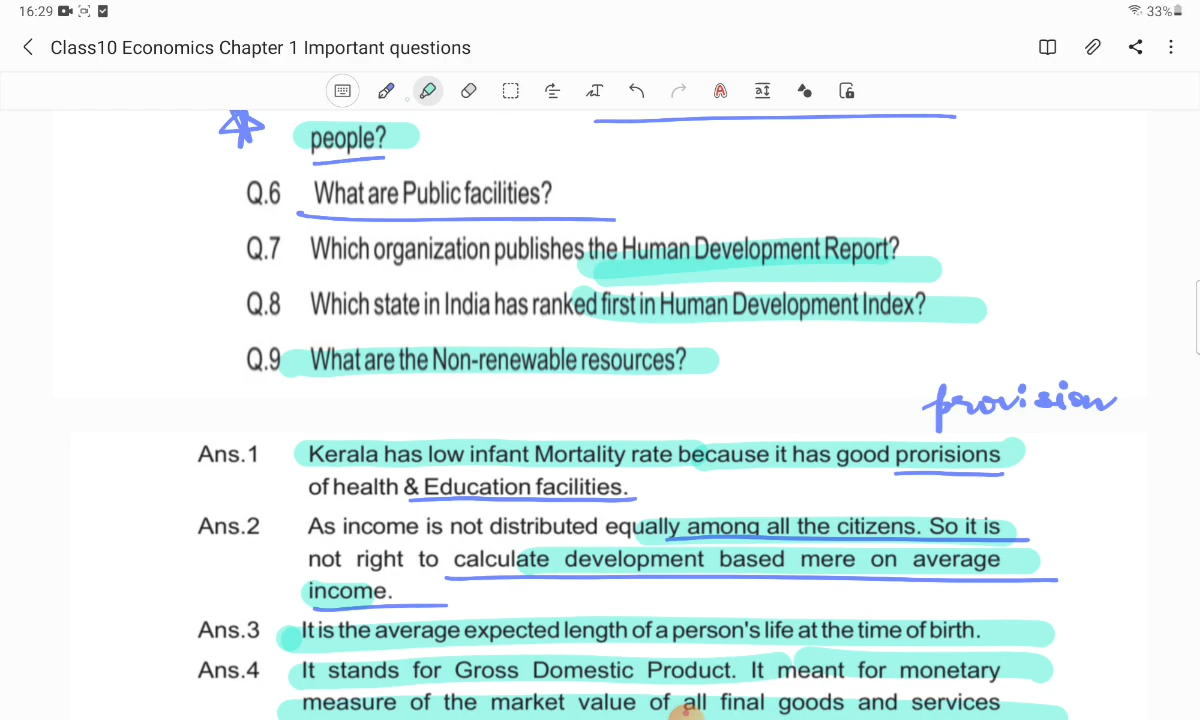 16:29 33%
Class10 Economics Chapter 1 Important questions
people?
Q.6 What are Public facilities?
Q.7 Which organization publishes the Human Development Report?
Q.8 Which state in India has ranked first in Human Development Index?
Q.9 What are the Non-renewable resources?
provision
Ans.1 Kerala has low infant Mortality rate because it has good prorisions
of health & Education facilities.
Ans.2 As income is not distributed equally among all the citizens. So it is
not right to calculate development based mere on average
income.
Ans.3 It is the average expected length of a person's life at the time of birth.
Ans.4 It stands for Gross Domestic Product. It meant for monetary
measure of the market value of all final goods and services